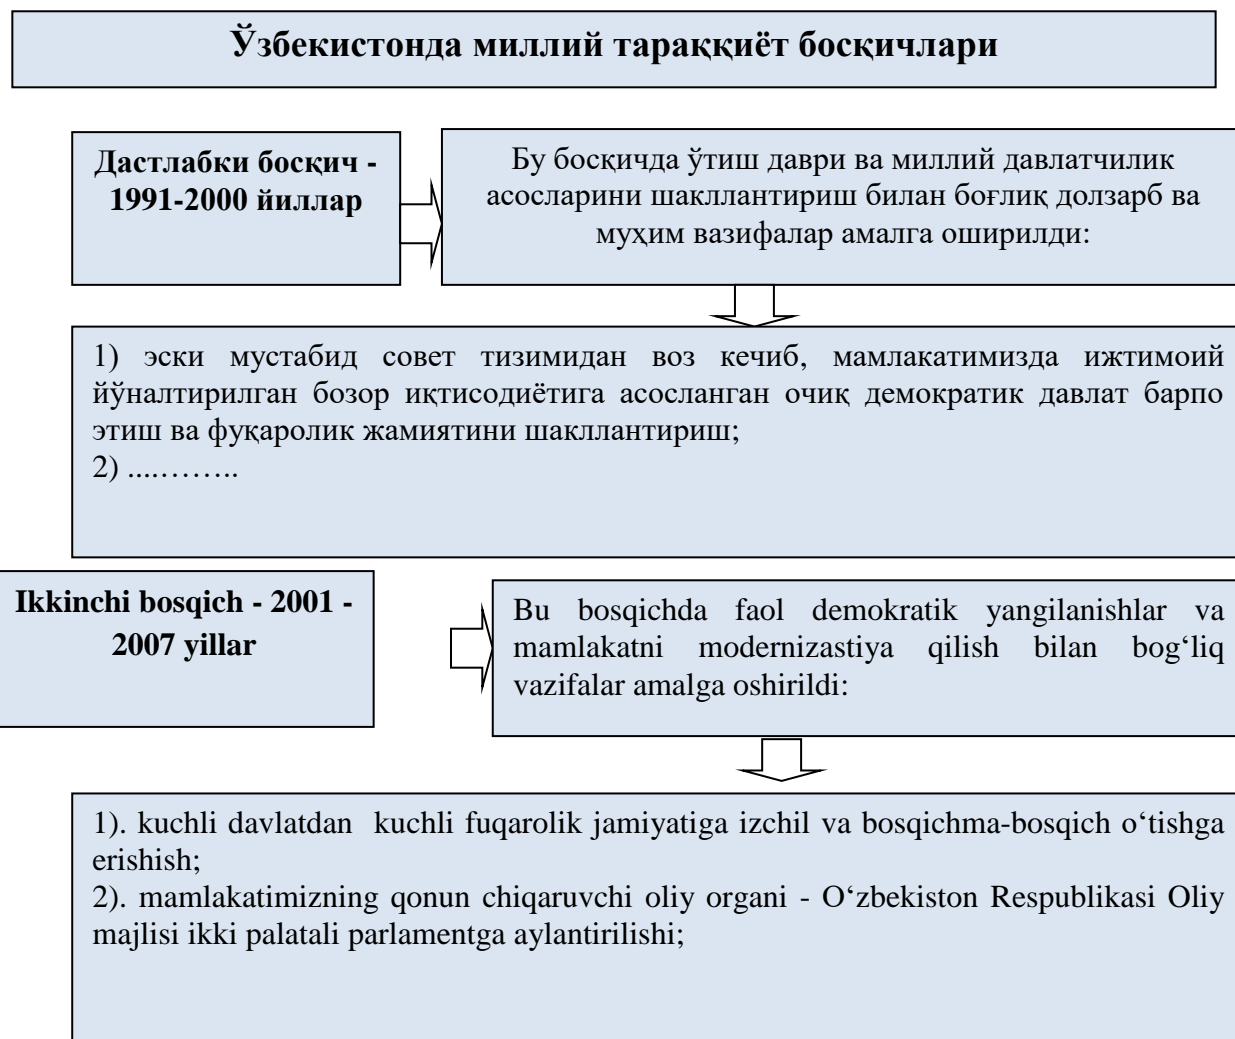 Ўзбекистонда миллий тараққиёт босқичлари
Дастлабки босқич -
1991-2000 йиллар
Бу босқичда ўтиш даври ва миллий давлатчилик
асосларини шакллантириш билан боғлиқ долзарб ва
муҳим вазифалар амалга оширилди:
1) эски мустабид совет тизимидан воз кечиб, мамлакатимизда ижтимоий
йўналтирилган бозор иқтисодиётига асосланган очиқ демократик давлат барпо
этиш ва фуқаролик жамиятини шакллантириш;
2) ....……..
Ikkinchi bosqich - 2001 -
2007 yillar
Bu bosqichda faol demokratik yangilanishlar va
mamlakatni modernizastiya qilish bilan bog‘liq
vazifalar amalga oshirildi:
1). kuchli davlatdan kuchli fuqarolik jamiyatiga izchil va bosqichma-bosqich o‘tishga
erishish;
2). mamlakatimizning qonun chiqaruvchi oliy organi - O‘zbekiston Respublikasi Oliy
majlisi ikki palatali parlamentga aylantirilishi;